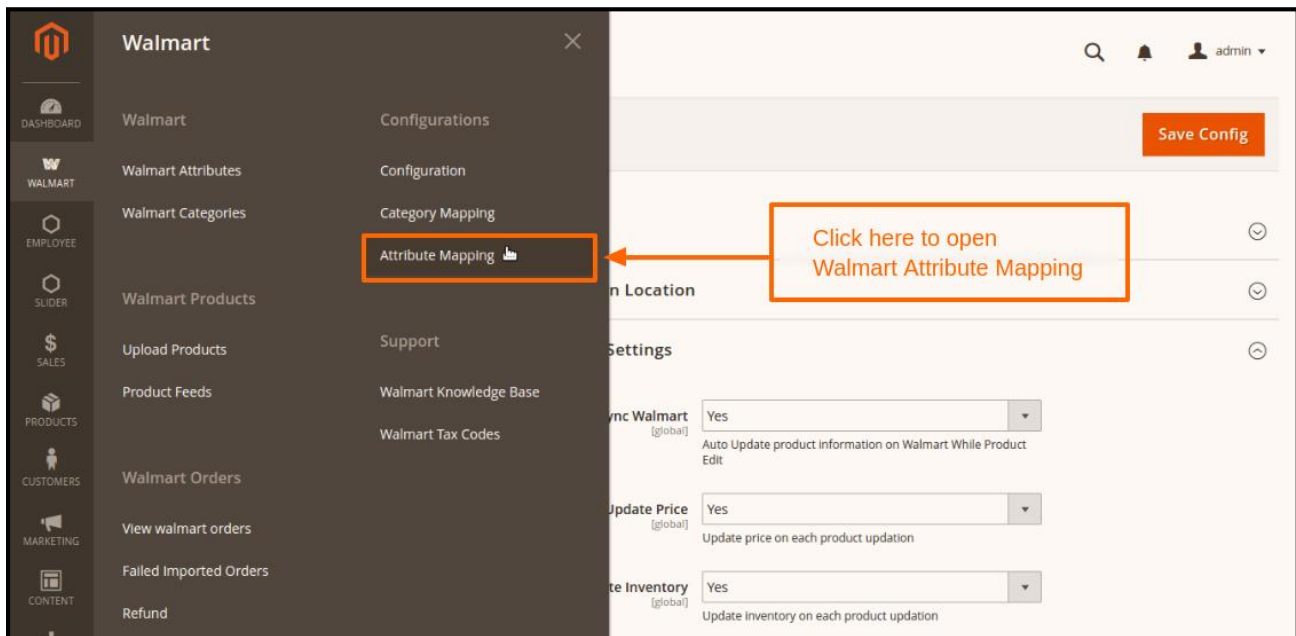 Walmart
admin
DASHBOARD
WALMART
EMPLOYEE
SLIDER
SALES
PRODUCTS
CUSTOMERS
MARKETING
CONTENT
Walmart
Walmart Attributes
Walmart Categories
Walmart Products
Upload Products
Product Feeds
Walmart Orders
View walmart orders
Failed Imported Orders
Refund
Configurations
Configuration
Category Mapping
Attribute Mapping
Support
Walmart Knowledge Base
Walmart Tax Codes
Save Config
Click here to open
Walmart Attribute Mapping
n Location
Settings
ync Walmart
[global]
Yes
Auto Update product information on Walmart While Product
Edit
Update Price
[global]
Yes
Update price on each product updation
te Inventory
[global]
Yes
Update inventory on each product updation